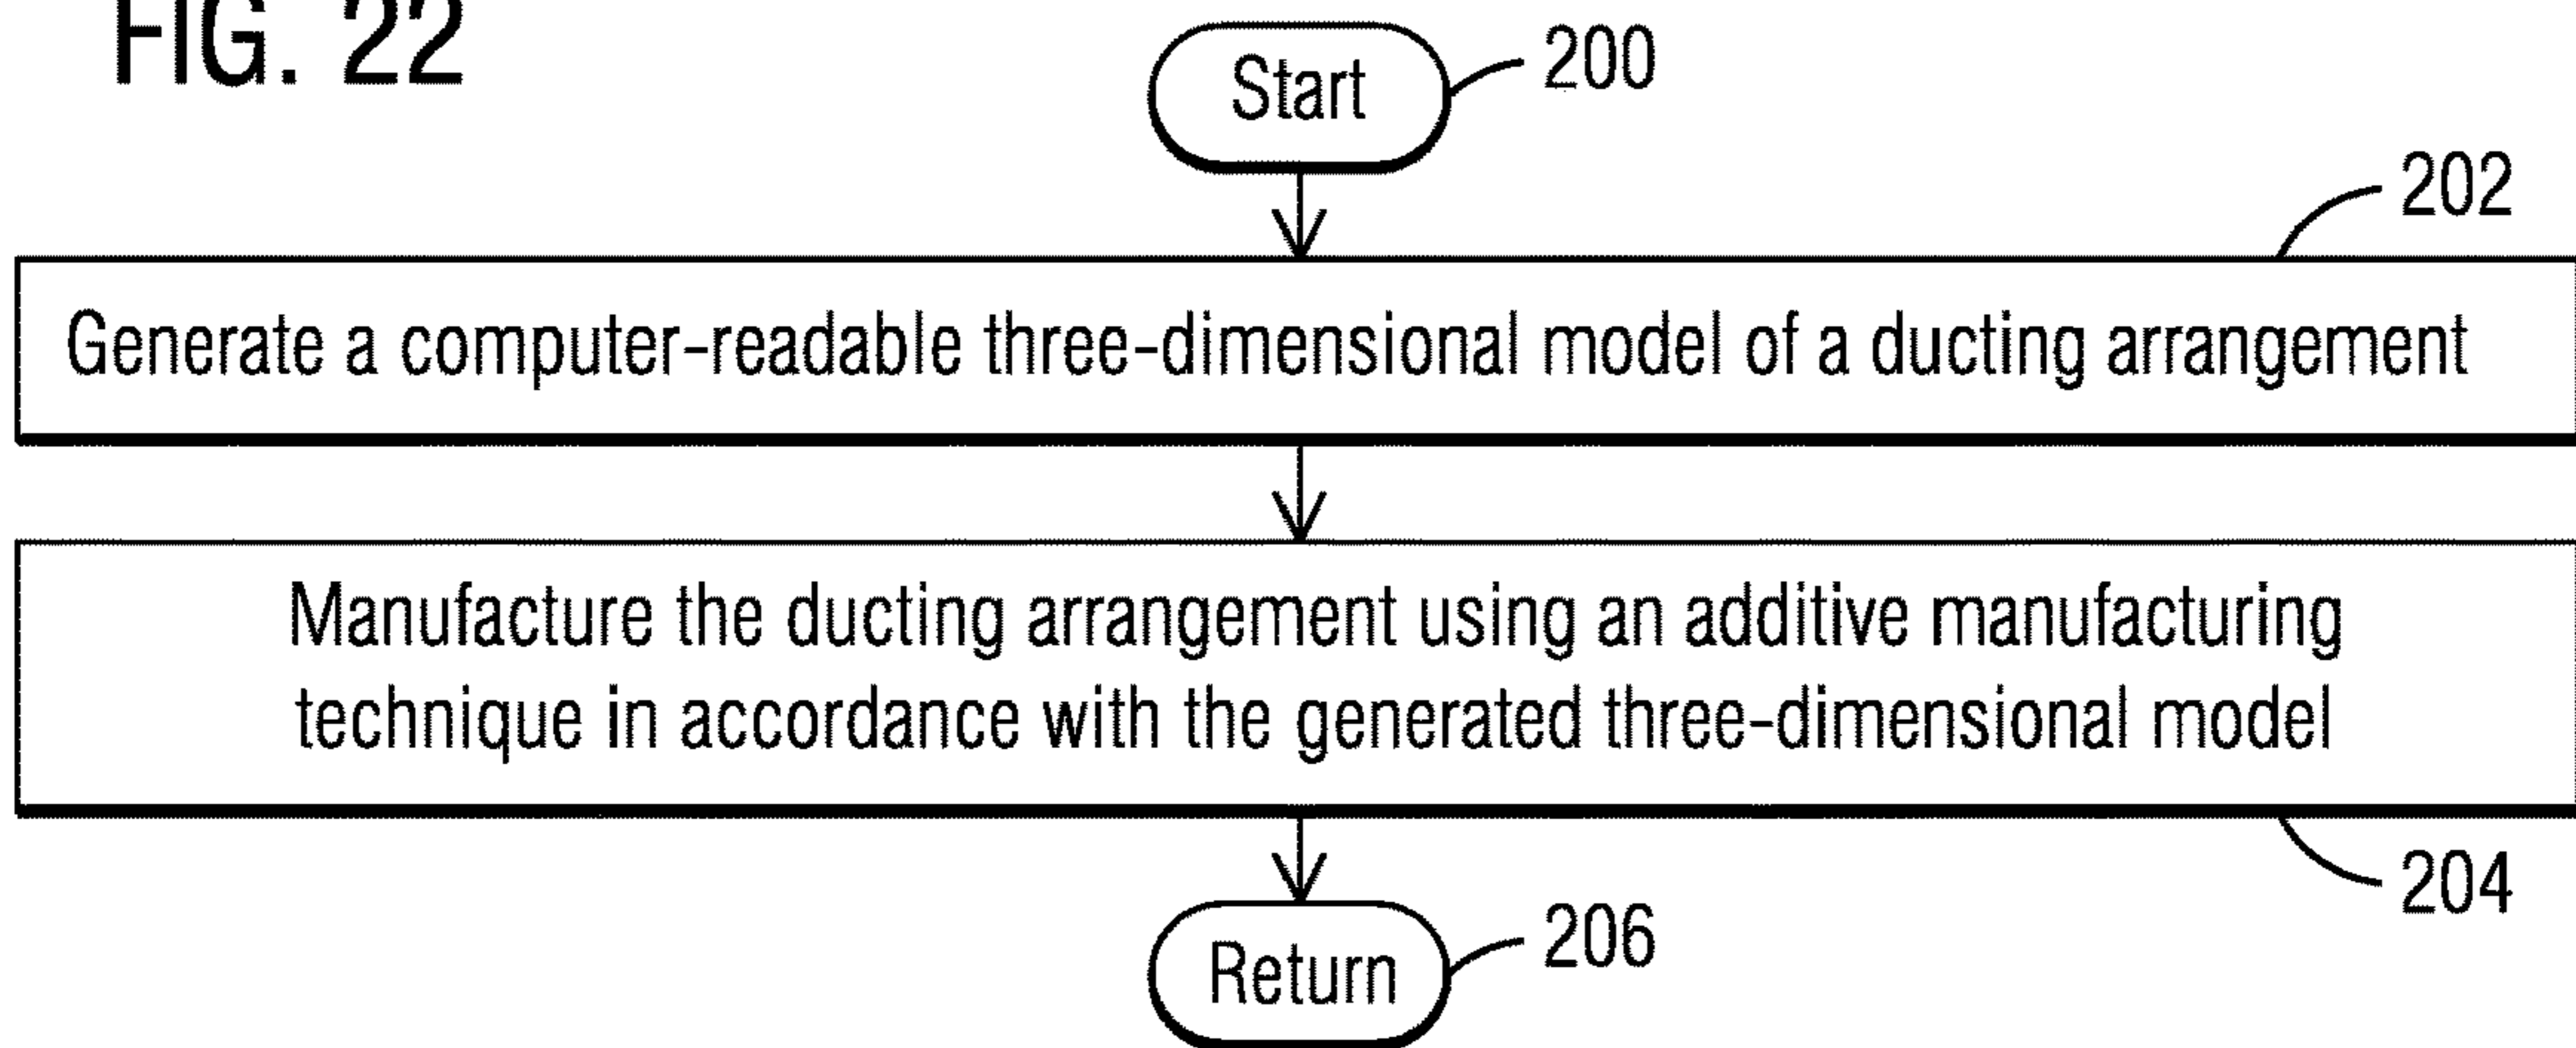 FIG. 22
Start
200
202
Generate a computer-readable three-dimensional model of a ducting arrangement
Manufacture the ducting arrangement using an additive manufacturing
technique in accordance with the generated three-dimensional model
204
Return
206